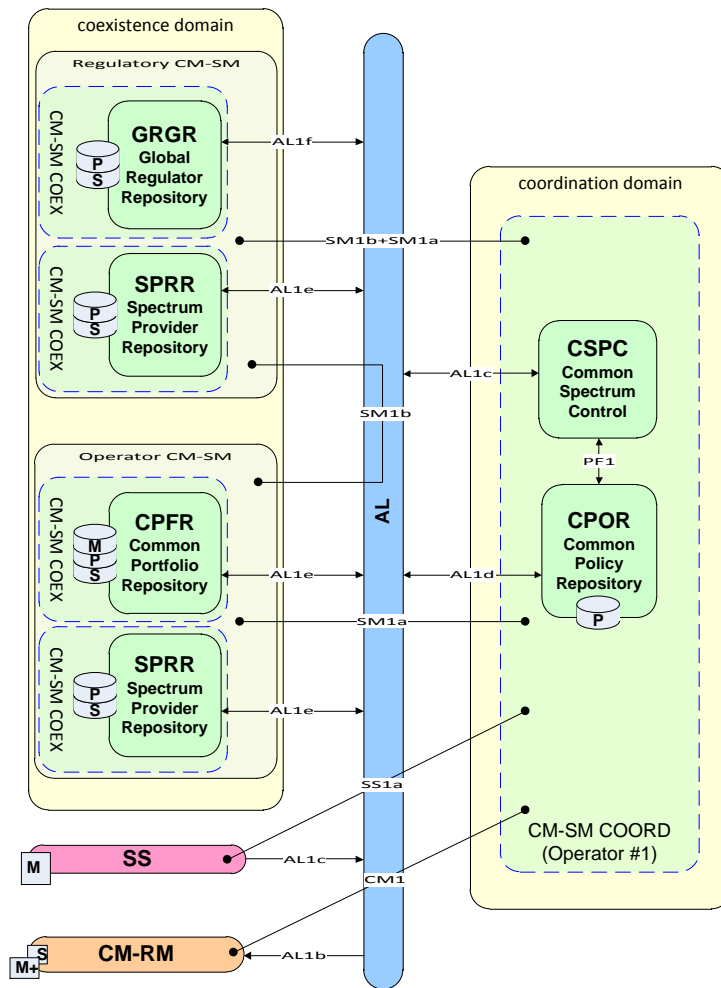 coexistence domain
Regulatory CM-SM
CM-SM COEX
GRGR
Global
Regulator
Repository
P
S
AL1f
SM1b+SM1a
CM-SM COEX
SPRR
Spectrum
Provider
Repository
P
S
AL1e
SM1b
Operator CM-SM
CM-SM COEX
CPFR
Common
Portfolio
Repository
M
P
S
AL1e
SM1a
CM-SM COEX
SPRR
Spectrum
Provider
Repository
P
S
AL1e
AL
coordination domain
CSPC
Common
Spectrum
Control
AL1c
PF1
CPOR
Common
Policy
Repository
P
AL1d
CM-SM COORD
(Operator #1)
SS1a
SS
M
AL1c
CM1
CM-RM
S
M+
AL1b